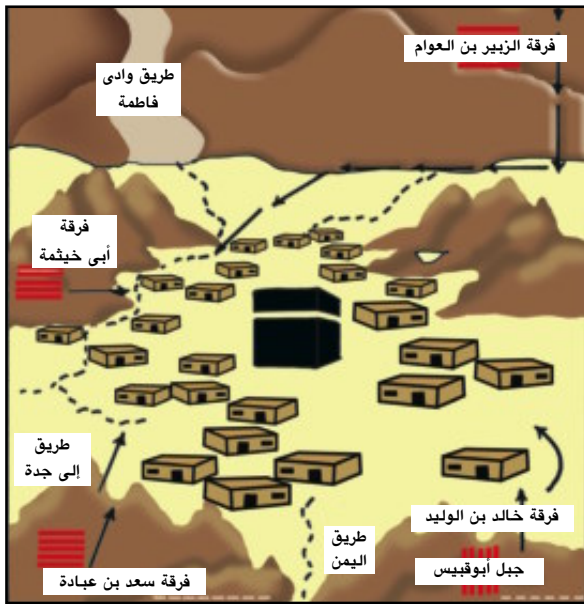 فرقة الزبير بن العوام
طريق وادى
فاطمة
فرقة
أبى خيثمة
طريق
إلى جدة
فرقة خالد بن الوليد
طريق
اليمن
جبل أبوقبيس
فرقة سعد بن عبادة